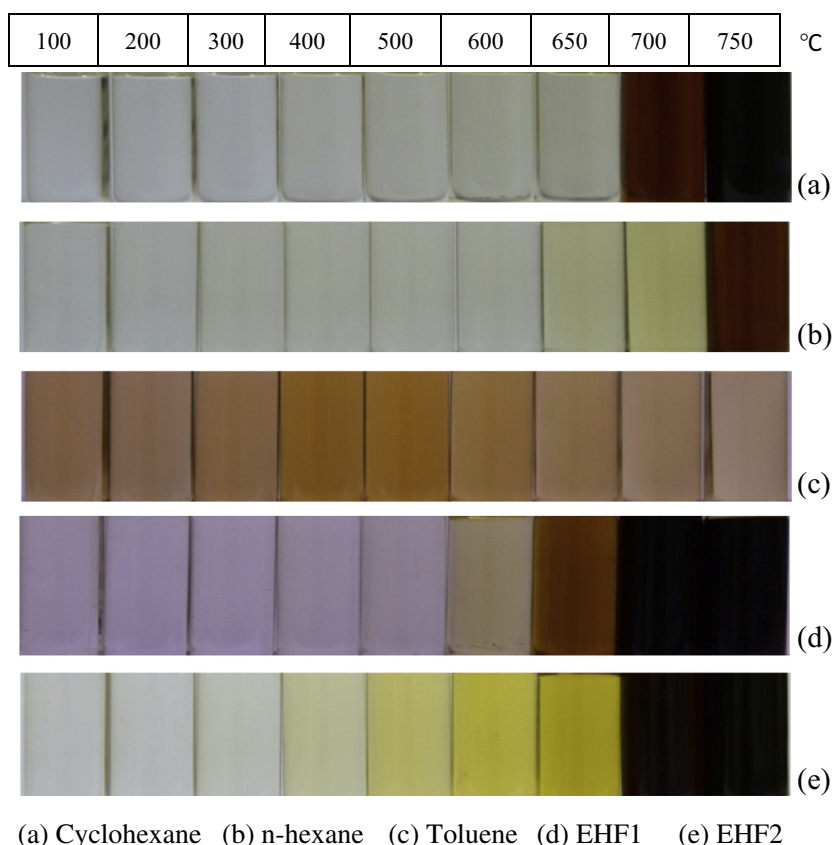 100 200 300 400 500 600 650 700 750 ℃
(a)
(b)
(c)
(d)
(e)
(a) Cyclohexane (b) n-hexane (c) Toluene (d) EHF1 (e) EHF2